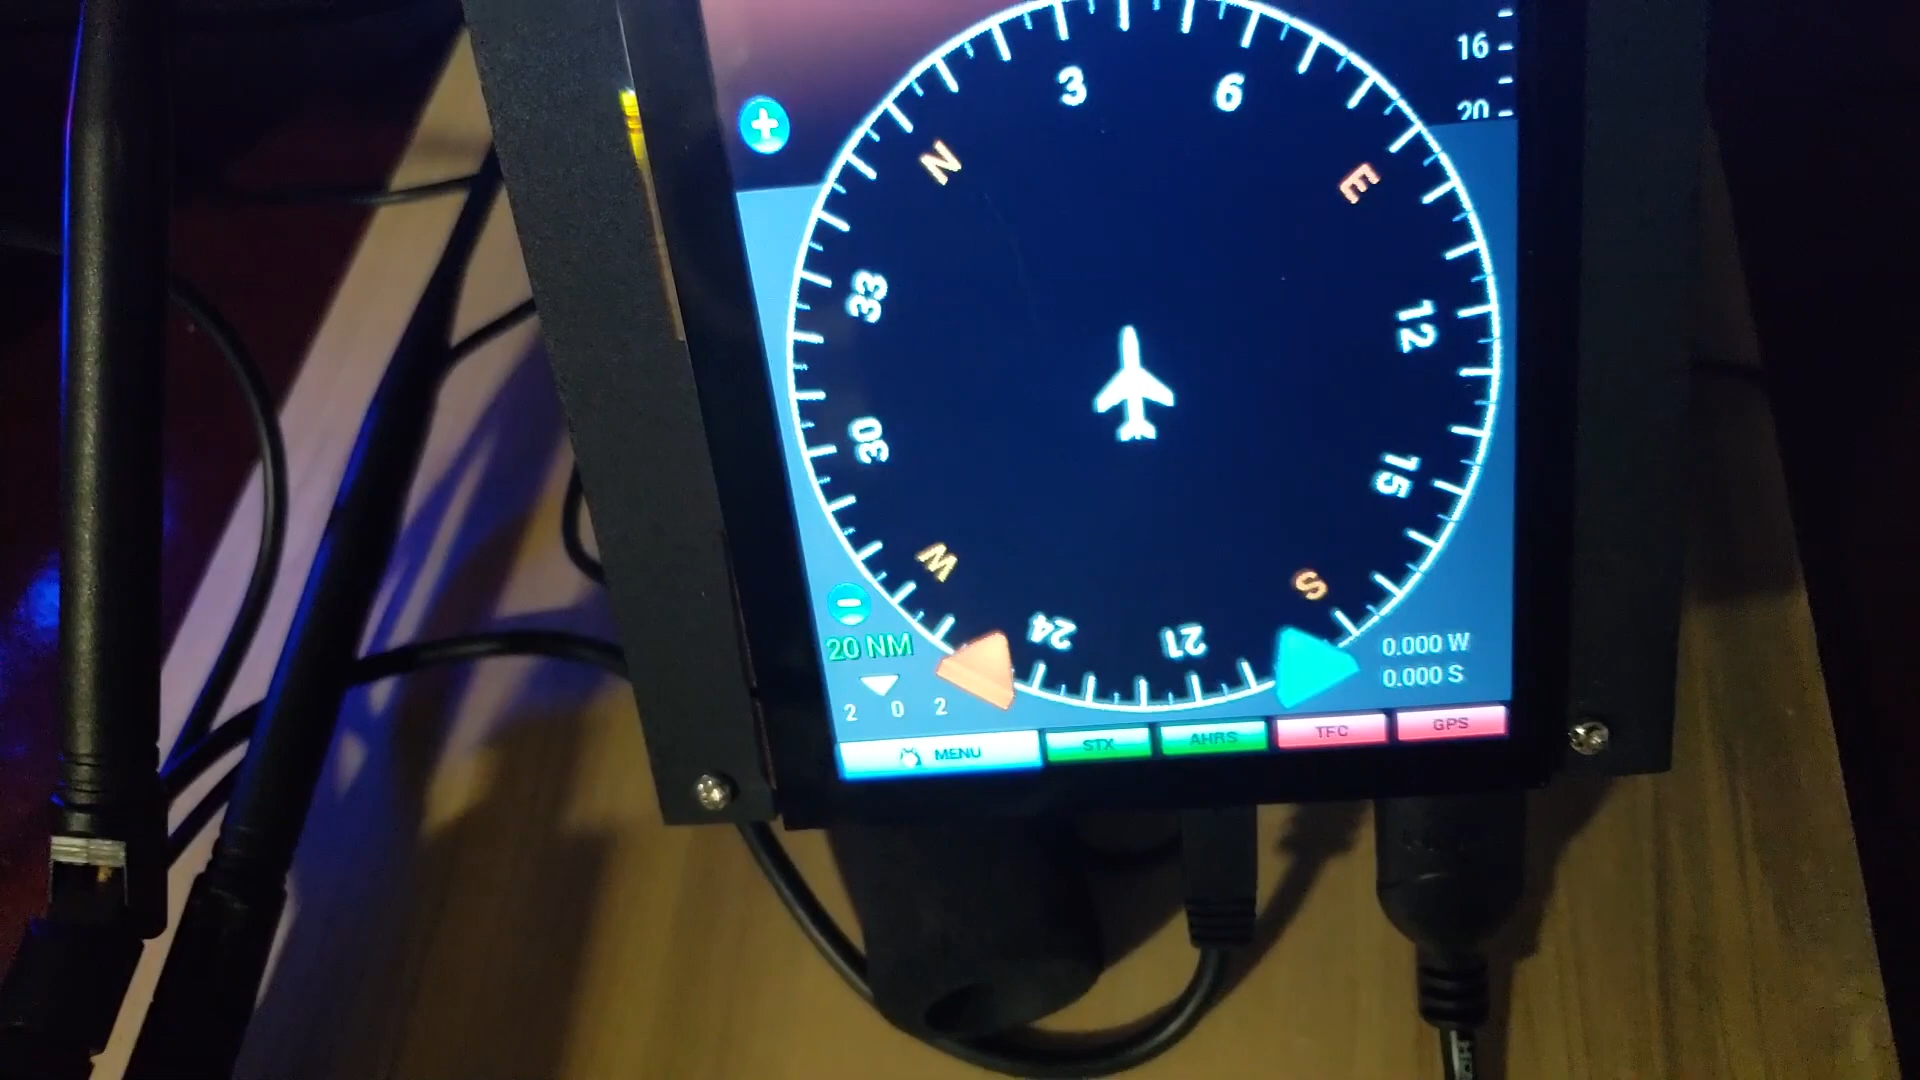 16
20
3
6
N
E
33
12
30
15
W
S
24
21
20 NM
0.000 W
0.000 S
2 0 2
MENU
STX
AHRS
TFC
GPS